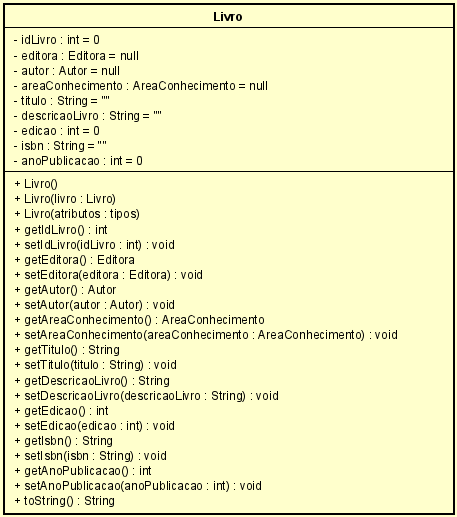 Livro
- idLivro : int = 0
- editora : Editora = null
- autor : Autor = null
- areaConhecimento : AreaConhecimento = null
- titulo : String = ""
- descricaoLivro : String = ""
- edicao : int = 0
- isbn : String = ""
- anoPublicacao : int = 0
+ Livro()
+ Livro(livro : Livro)
+ Livro(atributos : tipos)
+ getIdLivro() : int
+ setIdLivro(idLivro : int) : void
+ getEditora() : Editora
+ setEditora(editora : Editora) : void
+ getAutor() : Autor
+ setAutor(autor : Autor) : void
+ getAreaConhecimento() : AreaConhecimento
+ setAreaConhecimento(areaConhecimento : AreaConhecimento) : void
+ getTitulo() : String
+ setTitulo(titulo : String) : void
+ getDescricaoLivro() : String
+ setDescricaoLivro(descricaoLivro : String) : void
+ getEdicao() : int
+ setEdicao(edicao : int) : void
+ getIsbn() : String
+ setIsbn(isbn : String) : void
+ getAnoPublicacao() : int
+ setAnoPublicacao(anoPublicacao : int) : void
+ toString() : String